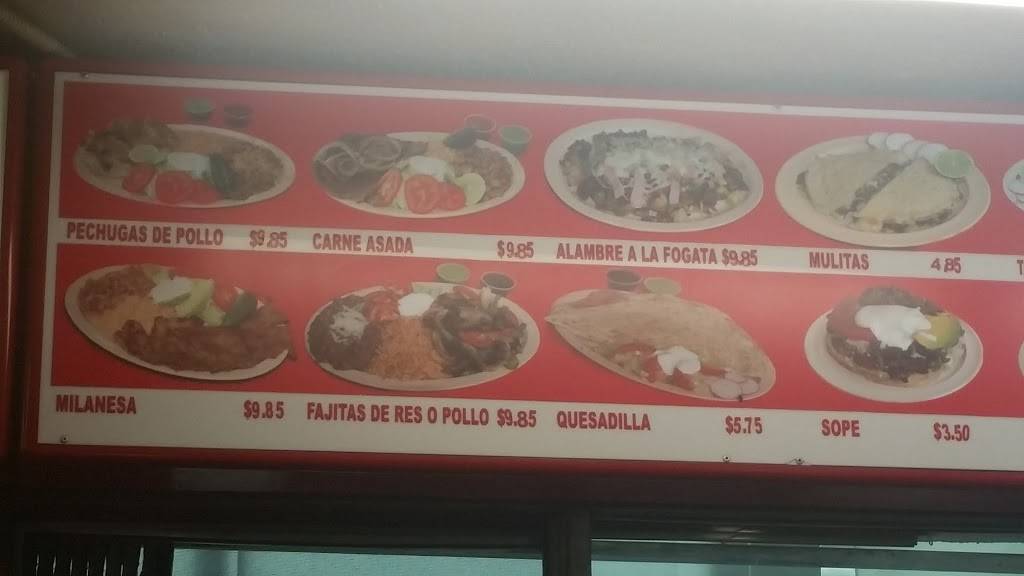 PECHUGAS DE POLLO $9.85 CARNE ASADA $9.85 ALAMBRE A LA FOGATA $9.85 MULITAS 4.85
MILANESA $9.85 FAJITAS DE RES O POLLO $9.85 QUESADILLA $5.75 SOPE $3.50